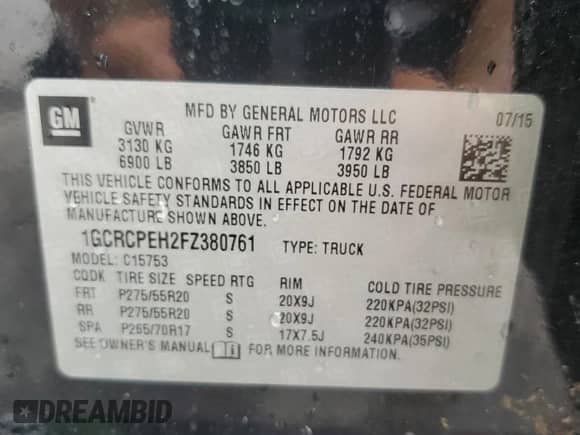 GM
®
MFD BY GENERAL MOTORS LLC
07/15
GVWR GAWR FRT GAWR RR
3130 KG 1746 KG 1792 KG
6900 LB 3850 LB 3950 LB
THIS VEHICLE CONFORMS TO ALL APPLICABLE U.S. FEDERAL MOTOR
VEHICLE SAFETY STANDARDS IN EFFECT ON THE DATE OF
MANUFACTURE SHOWN ABOVE.
1GCRCPEH2FZ380761 TYPE: TRUCK
MODEL: C15753
TIRE SIZE SPEED RTG RIM COLD TIRE PRESSURE
FRT P275/55R20 S 20X9J 220KPA(32PSI)
RR P275/55R20 S 20X9J 220KPA(32PSI)
SPA P265/70R17 S 17X7.5J 240KPA(35PSI)
SEE OWNER'S MANUAL FOR MORE INFORMATION.
DREAMBID